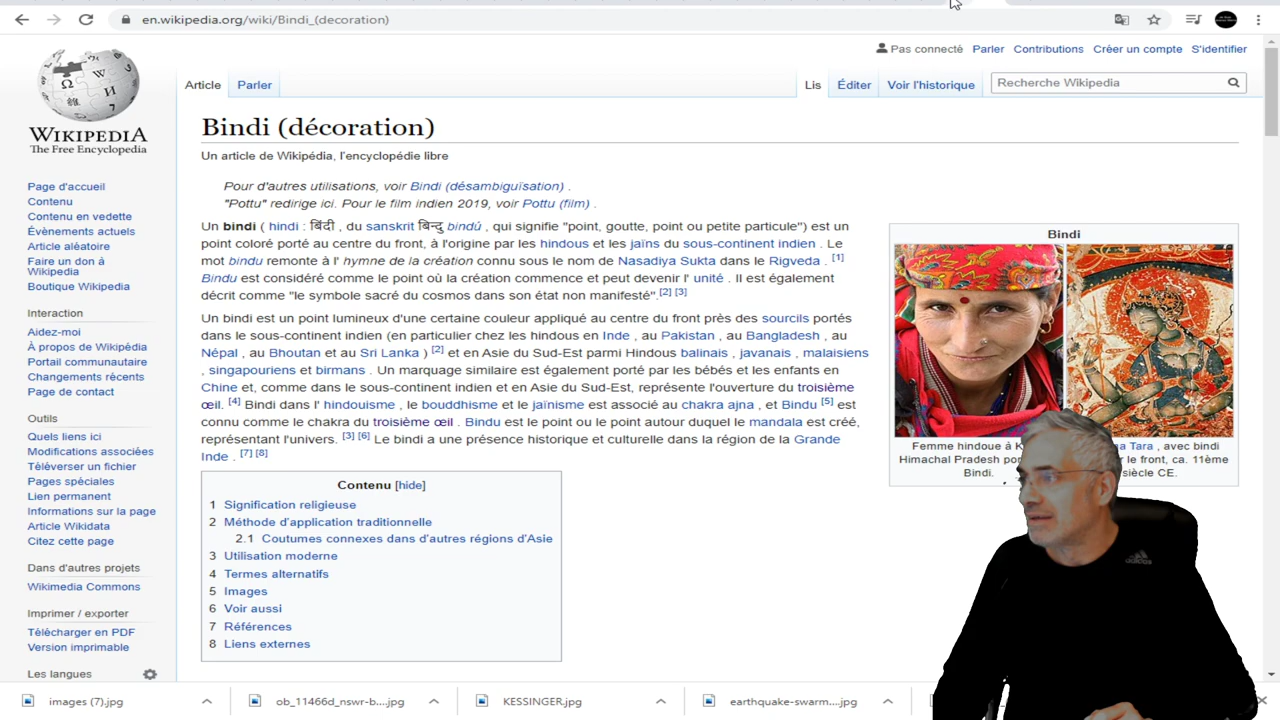 en.wikipedia.org/wiki/Bindi_(decoration)
Pas connecté Parler Contributions Créer un compte S'identifier
Article Parler Lis Éditer Voir l'historique Recherche Wikipedia
WIKIPEDIA
The Free Encyclopedia
Page d'accueil
Contenu
Contenu en vedette
Évènements actuels
Article aléatoire
Faire un don à
Wikipedia
Boutique Wikipedia
Interaction
Aidez-moi
À propos de Wikipêdia
Portail communautaire
Changements récents
Page de contact
Outils
Quels liens ici
Modifications associées
Télèverser un fichier
Pages spéciales
Lien permanent
Informations sur la page
Article Wikidata
Citez cette page
Dans d'autres projets
Wikimedia Commons
Imprimer / exporter
Télécharger en PDF
Version imprimable
Les langues
Bindi (décoration)
Un article de Wikipédia, l'encyclopédie libre
Pour d'autres utilisations, voir Bindi (désambiguïsation) .
"Pottu" redirige ici. Pour le film indien 2019, voir Pottu (film) .
Un bindi ( hindi : बिंदी , du sanskrit बिन्दु bindú , qui signifie "point, goutte, point ou petite particule") est un
point coloré porté au centre du front, à l'origine par les hindous et les jaïns du sous-continent indien . Le
mot bindu remonte à l' hymne de la création connu sous le nom de Nasadiya Sukta dans le Rigveda . [1]
Bindu est considéré comme le point où la création commence et peut devenir l' unité . Il est également
décrit comme "le symbole sacré du cosmos dans son état non manifesté".[2] [3]
Un bindi est un point lumineux d'une certaine couleur appliqué au centre du front près des sourcils portés
dans le sous-continent indien (en particulier chez les hindous en Inde , au Pakistan , au Bangladesh , au
Népal , au Bhoutan et au Sri Lanka ) [2] et en Asie du Sud-Est parmi Hindous balinais , javanais , malaisiens
, singapouriens et birmans . Un marquage similaire est également porté par les bébés et les enfants en
Chine et, comme dans le sous-continent indien et en Asie du Sud-Est, représente l'ouverture du troisième
œil. [4] Bindi dans l' hindouisme , le bouddhisme et le jaïnisme est associé au chakra ajna , et Bindu [5] est
connu comme le chakra du troisième œil . Bindu est le point ou le point autour duquel le mandala est créé,
représentant l'univers. [3] [6] Le bindi a une présence historique et culturelle dans la région de la Grande
Inde . [7] [8]
Contenu [hide]
1 Signification religieuse
2 Méthode d'application traditionnelle
2.1 Coutumes connexes dans d'autres régions d'Asie
3 Utilisation moderne
4 Termes alternatifs
5 Images
6 Voir aussi
7 Références
8 Liens externes
Bindi
Femme hindoue à Tara , avec bindi
Himachal Pradesh le front, ca. 11ème
Bindi. siècle CE.
adidas
images (7).jpg ob_11466d_nswr-b....jpg KESSINGER.jpg earthquake-swarm....jpg